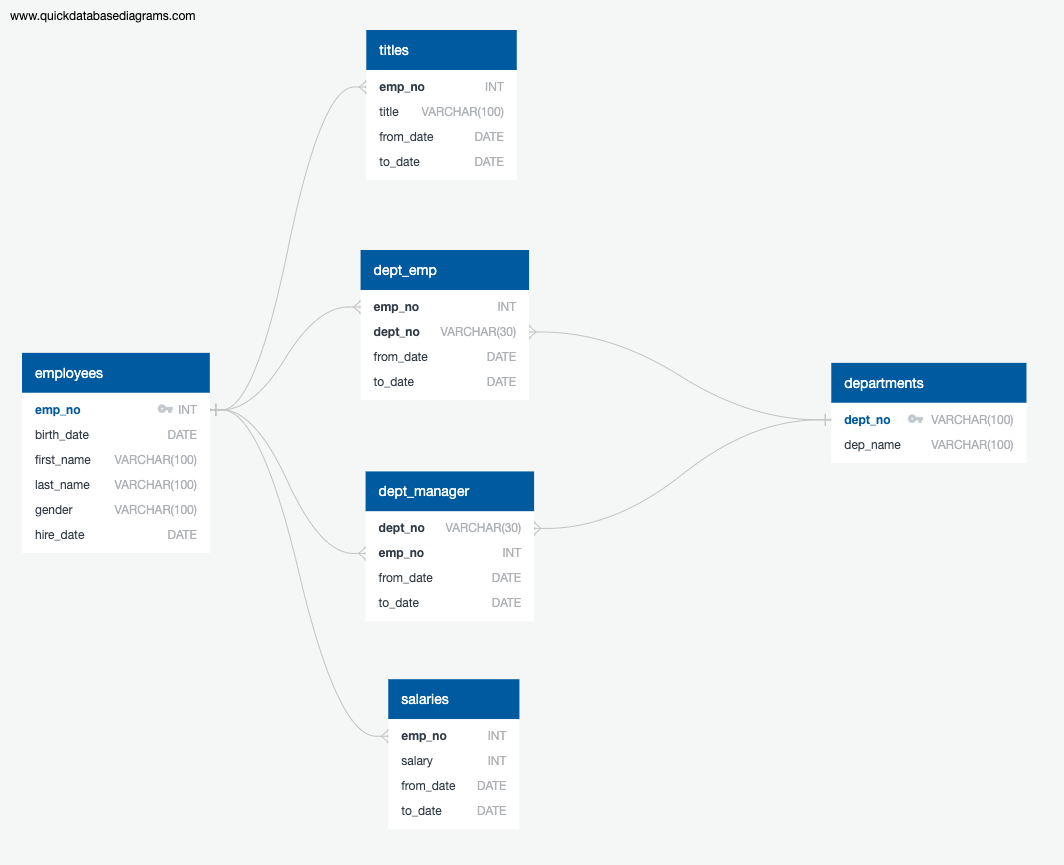 www.quickdatabasediagrams.com
titles
emp_no INT
title VARCHAR(100)
from_date DATE
to_date DATE
dept_emp
emp_no INT
dept_no VARCHAR(30)
from_date DATE
to_date DATE
employees
emp_no INT
birth_date DATE
first_name VARCHAR(100)
last_name VARCHAR(100)
gender VARCHAR(100)
hire_date DATE
departments
dept_no VARCHAR(100)
dep_name VARCHAR(100)
dept_manager
dept_no VARCHAR(30)
emp_no INT
from_date DATE
to_date DATE
salaries
emp_no INT
salary INT
from_date DATE
to_date DATE